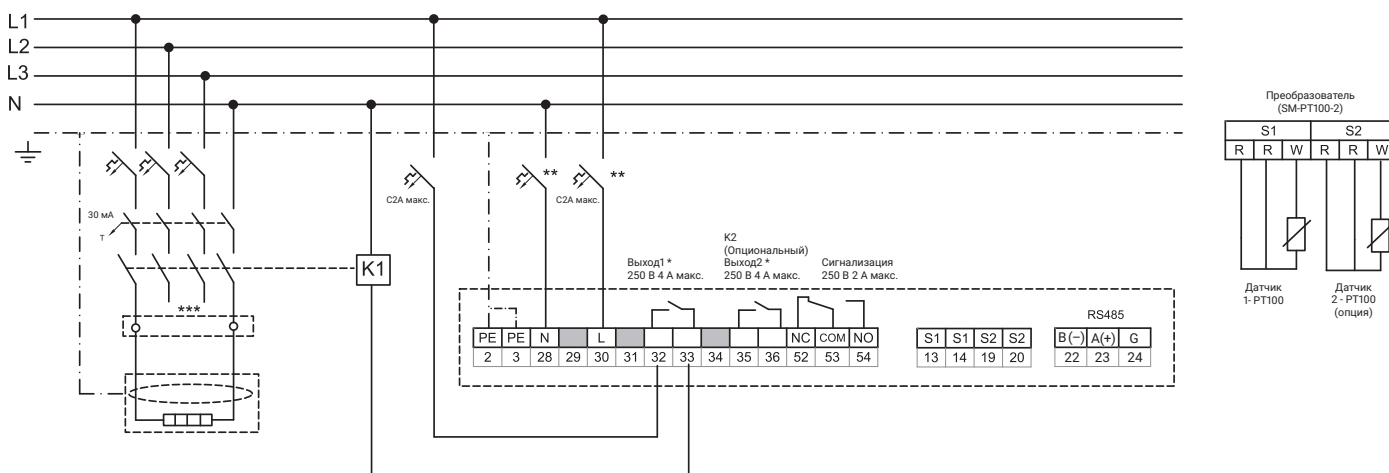 L1
L2
L3
N
Преобразователь
(SM-PT100-2)
S1 S2
R R W R R W
Датчик
1- PT100
Датчик
2 - PT100
(опция)
30 мА
T
С2А макс.
**
**
С2А макс.
K1
***
Выход1 *
250 В 4 А макс.
K2
(Опциональный)
Выход2 *
250 В 4 А макс.
Сигнализация
250 В 2 А макс.
RS485
PE PE N L NC COM NO
2 3 28 29 30 31 32 33 34 35 36 52 53 54
S1 S1 S2 S2
13 14 19 20
B(−) A(+) G
22 23 24